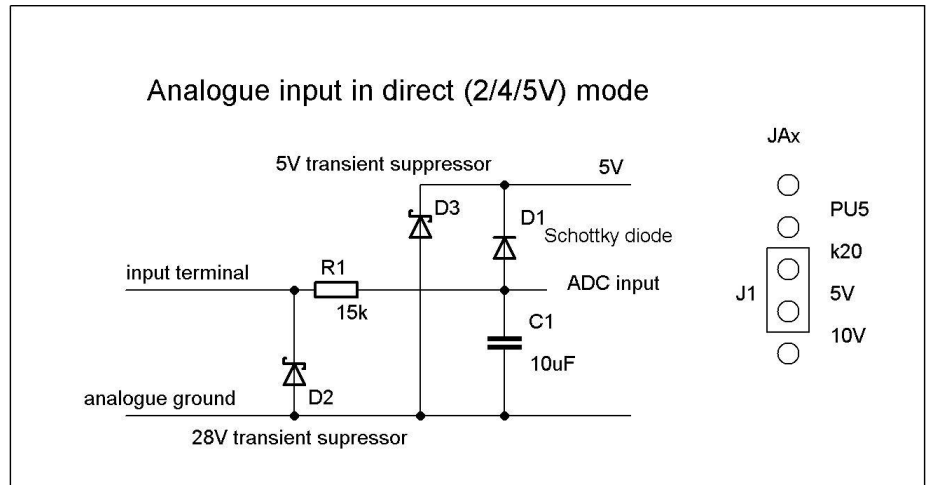 Analogue input in direct (2/4/5V) mode
JAx
5V transient suppressor
5V
D3
D1
Schottky diode
PU5
k20
input terminal
R1
15k
ADC input
J1
5V
C1
10uF
10V
D2
analogue ground
28V transient supressor